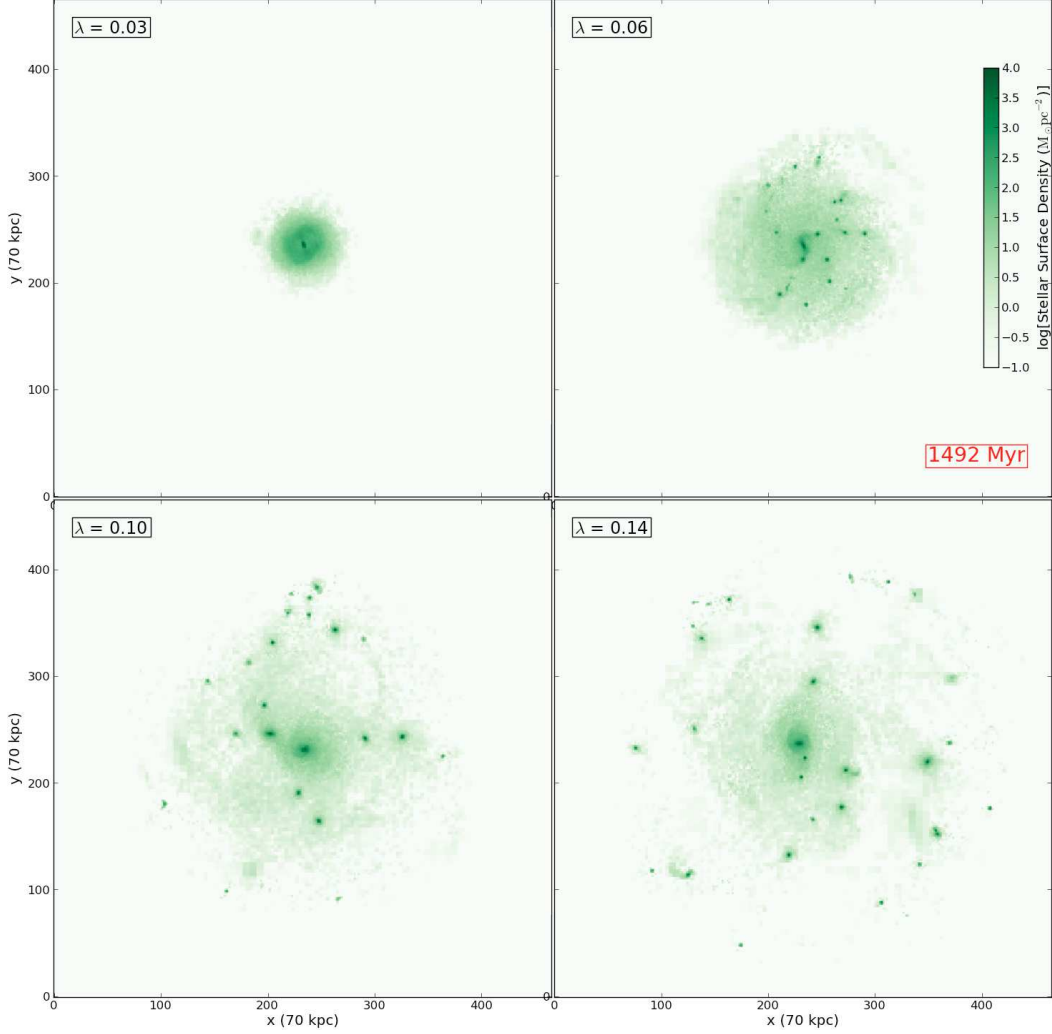 λ = 0.03
λ = 0.06
400
300
200
100
0
y (70 kpc)
4.0
3.5
3.0
2.5
2.0
1.5
1.0
0.5
0.0
−0.5
−1.0
log[Stellar Surface Density (M☉pc⁻²)]
1492 Myr
0
λ = 0.10
λ = 0.14
400
300
200
100
0
y (70 kpc)
0
0 100 200 300 400
0 100 200 300 400
x (70 kpc)
x (70 kpc)